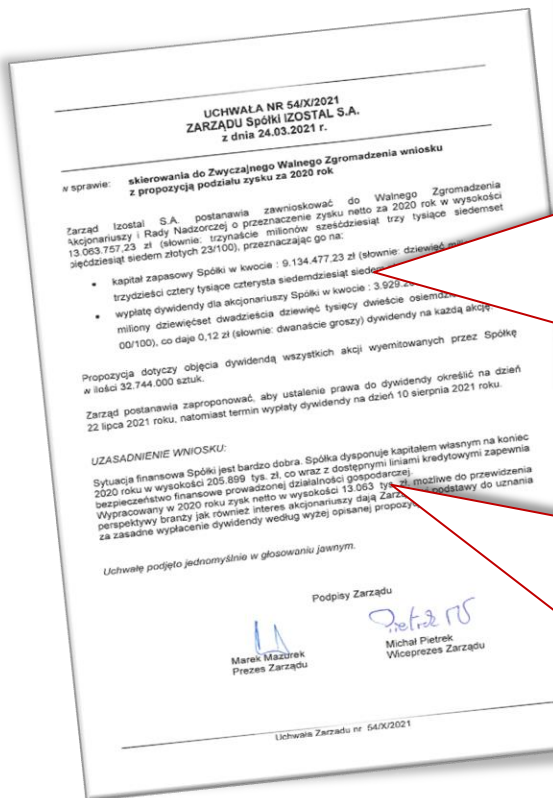 UCHWAŁA NR 54/X/2021
ZARZĄDU Spółki IZOSTAL S.A.
z dnia 24.03.2021 r.
w sprawie: skierowania do Zwyczajnego Walnego Zgromadzenia wniosku
z propozycją podziału zysku za 2020 rok
Zarząd Izostal S.A. postanawia zawnioskować do Walnego Zgromadzenia
Akcjonariuszy i Rady Nadzorczej o przeznaczenie zysku netto za 2020 rok w wysokości
13.063.757,23 zł (słownie: trzynaście milionów sześćdziesiąt trzy tysiące siedemset
pięćdziesiąt siedem złotych 23/100), przeznaczając go na:
• kapitał zapasowy Spółki w kwocie : 9.134.477,23 zł (słownie: dziewięć
trzydzieści cztery tysiące czterysta siedemdziesiąt
• wypłatę dywidendy dla akcjonariuszy Spółki w kwocie :
miliony dziewięćset dwadzieścia dziewięć tysięcy dwieście
00/100), co daje 0,12 zł (słownie: dwanaście groszy) dywidendy na każdą akcję.
Propozycja dotyczy objęcia dywidendą wszystkich akcji wyemitowanych przez Spółkę
w ilości 32.744.000 sztuk.
Zarząd postanawia zaproponować, aby ustalenie prawa do dywidendy określić na dzień
22 lipca 2021 roku, natomiast termin wypłaty dywidendy na dzień 10 sierpnia 2021 roku.
UZASADNIENIE WNIOSKU:
Sytuacja finansowa Spółki jest bardzo dobra. Spółka dysponuje kapitałem własnym na koniec
2020 roku w wysokości 205.899 tys. zł, co wraz z dostępnymi liniami kredytowymi zapewnia
bezpieczeństwo finansowe prowadzonej działalności gospodarczej.
Wypracowany w 2020 roku zysk netto w wysokości 13.063 tys. zł, możliwe do przewidzenia
perspektywy branży jak również interes akcjonariuszy dają podstawy do uznania
za zasadne wypłacenie dywidendy według wyżej opisanej
Uchwałę podjęto jednomyślnie w głosowaniu jawnym.
Podpisy Zarządu
Marek Mazurek
Prezes Zarządu
Michał Pietrek
Wiceprezes Zarządu
Uchwała Zarządu nr 54/X/2021